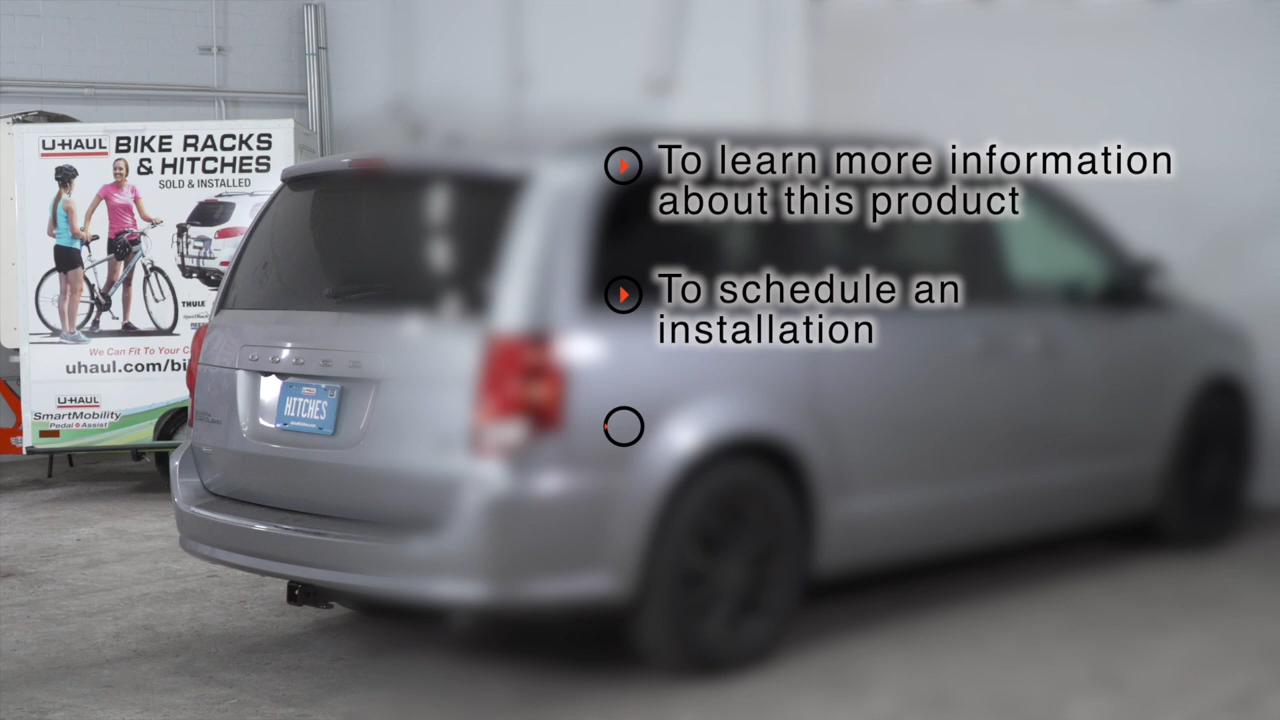 U-HAUL BIKE RACKS
& HITCHES
SOLD & INSTALLED
THULE
We Can Fit To Your
uhaul.com/bi
U-HAUL
SmartMobility
Pedal Assist
DODGE
HITCHES
To learn more information
about this product
To schedule an
installation